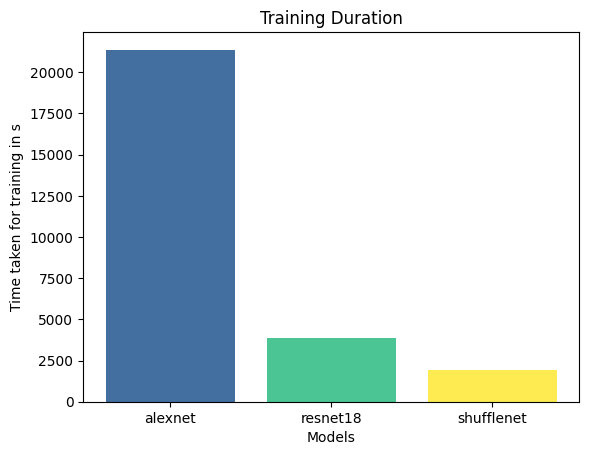 Training Duration
Time taken for training in s
20000
17500
15000
12500
10000
7500
5000
2500
0
alexnet
resnet18
shufflenet
Models